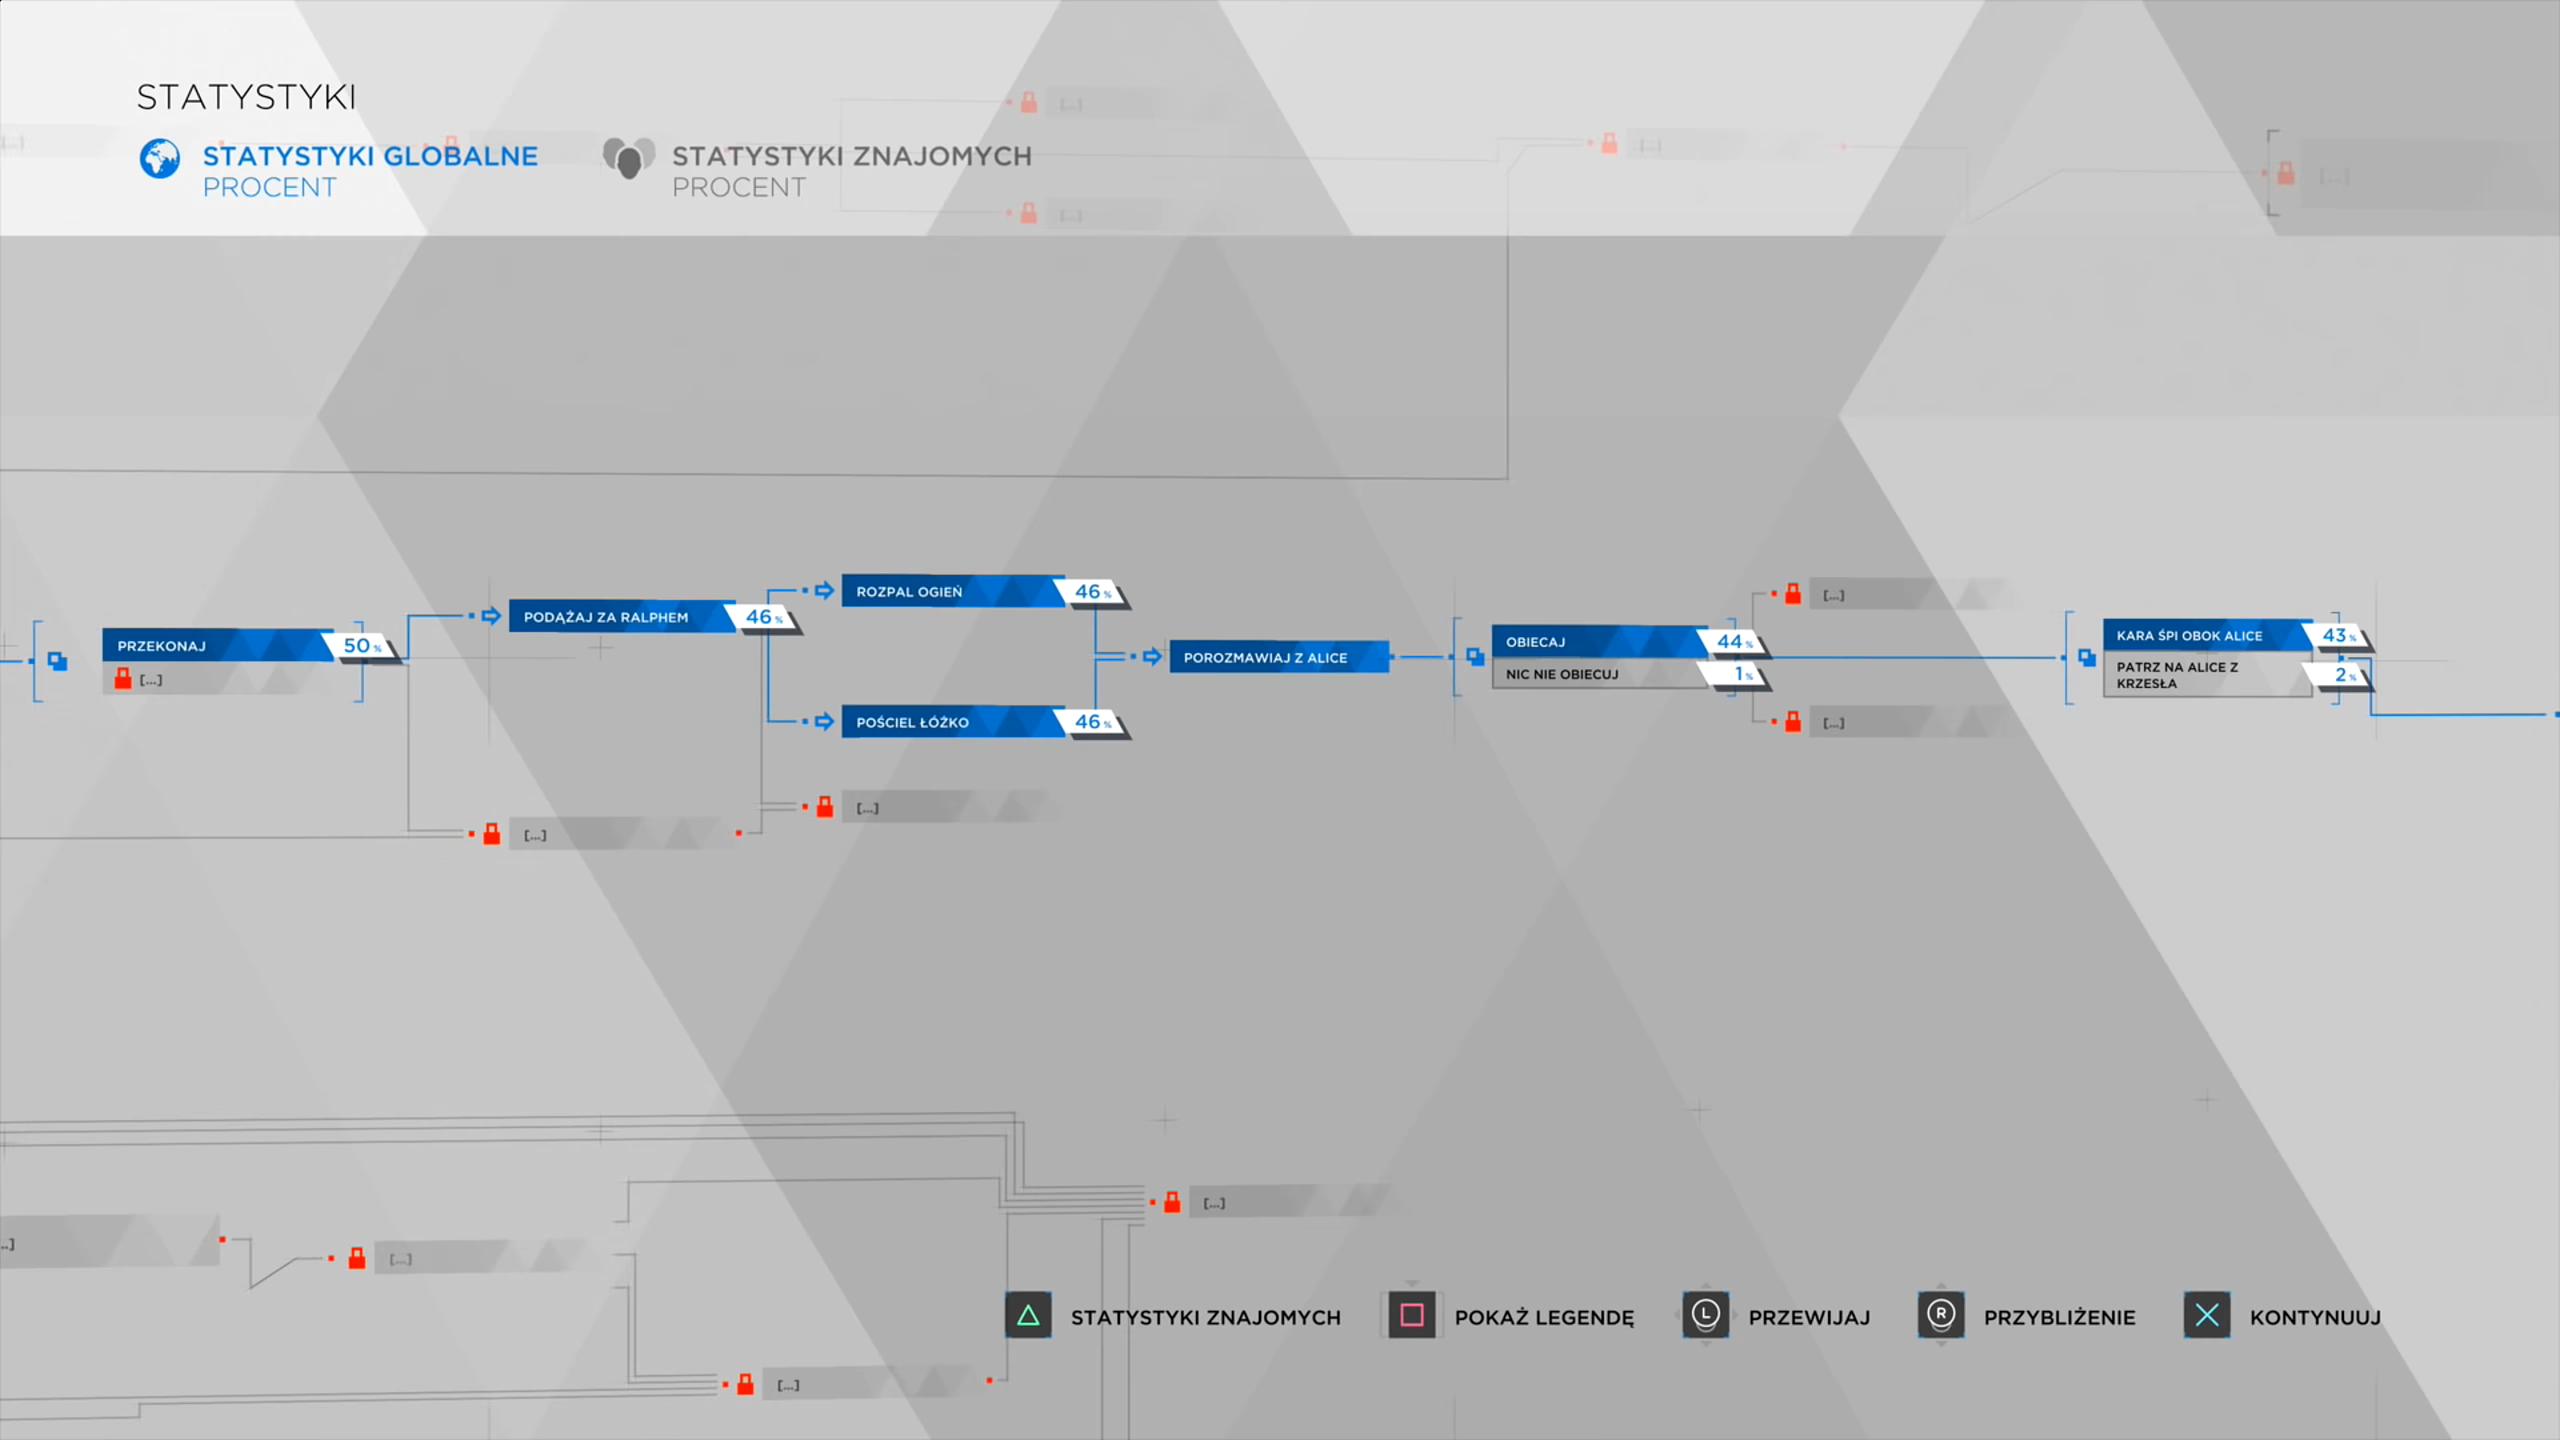 STATYSTYKI
STATYSTYKI GLOBALNE
PROCENT
STATYSTYKI ZNAJOMYCH
PROCENT
[...]
[...]
[...]
[...]
[...]
PRZEKONAJ
50%
[...]
PODĄŻAJ ZA RALPHEM
46%
[...]
ROZPAL OGIEŃ
46%
POŚCIEL ŁÓŻKO
46%
[...]
POROZMAWIAJ Z ALICE
OBIECAJ
44%
NIC NIE OBIECUJ
1%
[...]
[...]
KARA ŚPI OBOK ALICE
43%
PATRZ NA ALICE Z
KRZESŁA
2%
..]
[...]
[...]
[...]
STATYSTYKI ZNAJOMYCH
POKAŻ LEGENDĘ
L
PRZEWIJAJ
R
PRZYBLIŻENIE
KONTYNUUJ